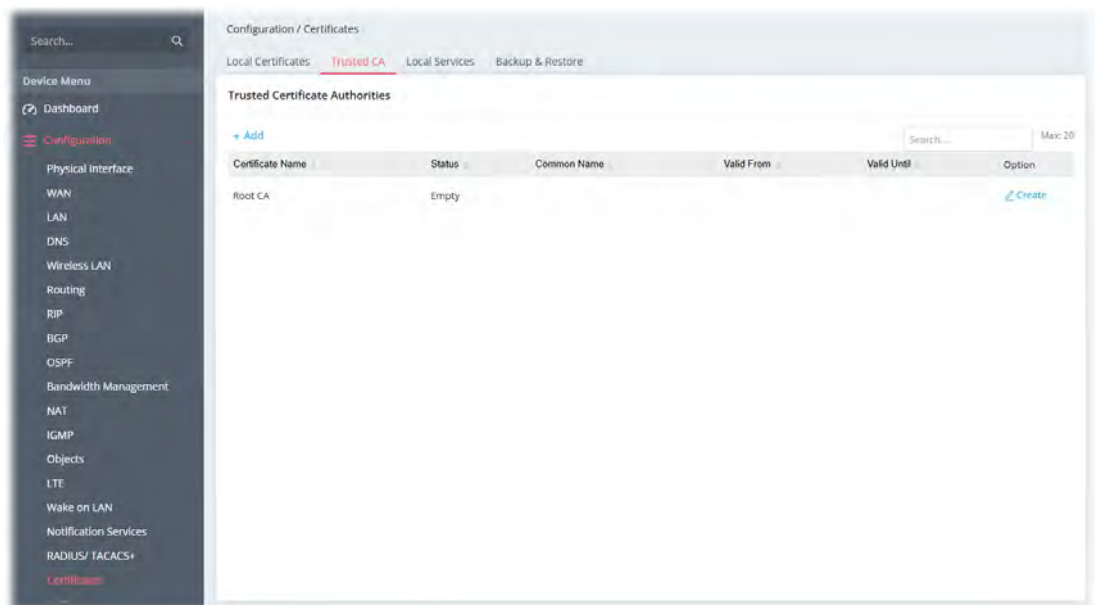 Search...
Device Menu
Dashboard
Configuration
Physical Interface
WAN
LAN
DNS
Wireless LAN
Routing
RIP
BGP
OSPF
Bandwidth Management
NAT
IGMP
Objects
LTE
Wake on LAN
Notification Services
RADIUS/ TACACS+
Certificates
Configuration / Certificates
Local Certificates Trusted CA Local Services Backup & Restore
Trusted Certificate Authorities
+ Add Search... Max: 20
Certificate Name Status Common Name Valid From Valid Until Option
Root CA Empty Create